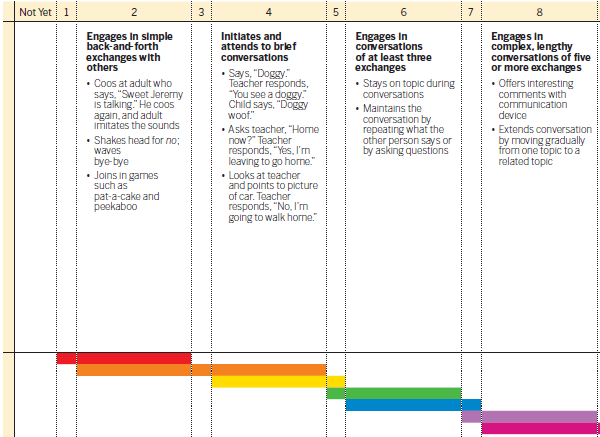 Not Yet 1 2 3 4 5 6 7 8
Engages in simple
back-and-forth
exchanges with
others
• Coos at adult who
says, “Sweet Jeremy
is talking.” He coos
again, and adult
imitates the sounds
• Shakes head for no;
waves
bye-bye
• Joins in games
such as
pat-a-cake and
peekaboo
Initiates and
attends to brief
conversations
• Says, “Doggy.”
Teacher responds,
“You see a doggy.”
Child says, “Doggy
woof.”
• Asks teacher, “Home
now?” Teacher
responds, “Yes, I’m
leaving to go home.”
• Looks at teacher
and points to picture
of car. Teacher
responds, “No, I’m
going to walk home.”
Engages in
conversations
of at least three
exchanges
• Stays on topic during
conversations
• Maintains the
conversation by
repeating what the
other person says or
by asking questions
Engages in
complex, lengthy
conversations of five
or more exchanges
• Offers interesting
comments with
communication
device
• Extends conversation
by moving gradually
from one topic to a
related topic